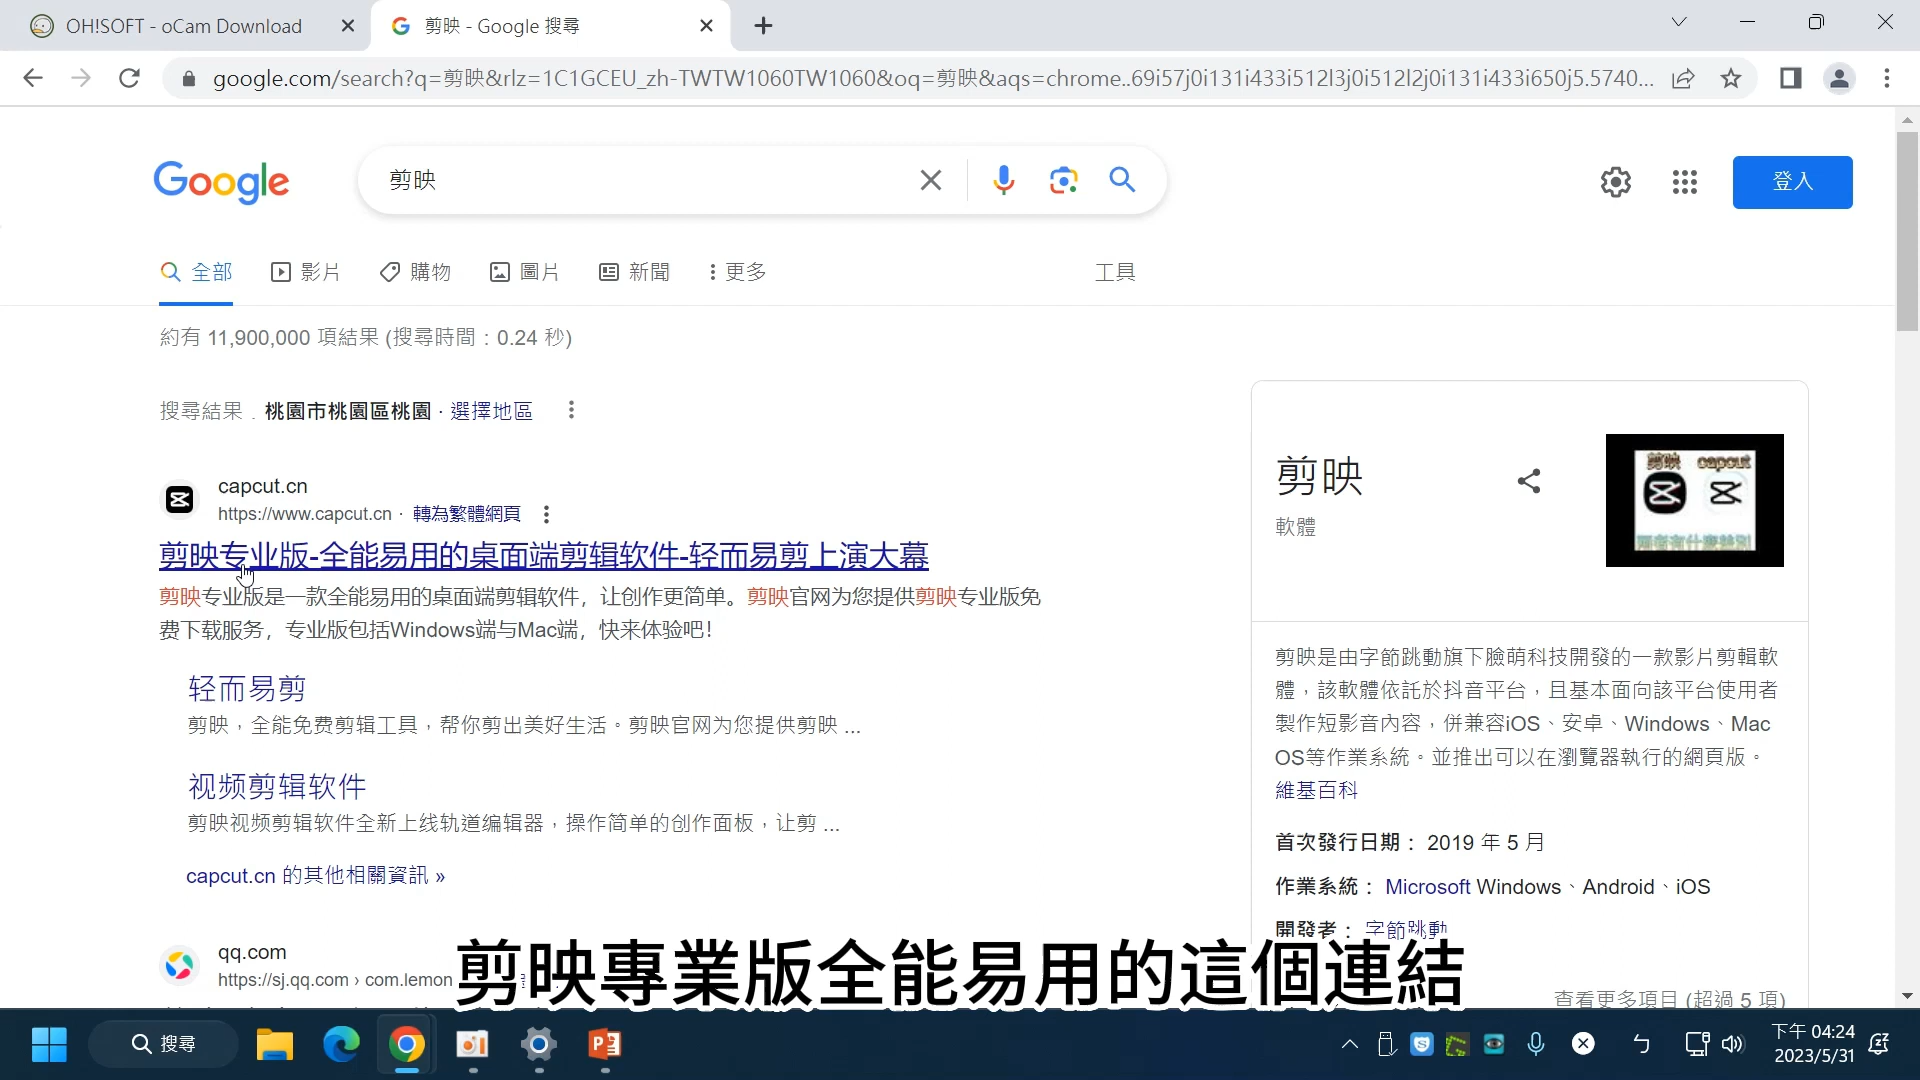 OH!SOFT - oCam Download
剪映 - Google 搜尋
google.com/search?q=剪映&rlz=1C1GCEU_zh-TWTW1060TW1060&oq=剪映&aqs=chrome..69i57j0i131i433i512l3j0i512l2j0i131i433i650j5.5740...
Google
剪映
登入
全部
影片
購物
圖片
新聞
更多
工具
約有 11,900,000 項結果 (搜尋時間：0.24 秒)
搜尋結果．桃園市桃園區桃園 · 選擇地區
capcut.cn
https://www.capcut.cn · 轉為繁體網頁
剪映专业版-全能易用的桌面端剪辑软件-轻而易剪上演大幕
剪映专业版是一款全能易用的桌面端剪辑软件，让创作更简单。剪映官网为您提供剪映专业版免
费下载服务，专业版包括Windows端与Mac端，快来体验吧！
轻而易剪
剪映，全能免费剪辑工具，帮你剪出美好生活。剪映官网为您提供剪映 ...
视频剪辑软件
剪映视频剪辑软件全新上线轨道编辑器，操作简单的创作面板，让剪 ...
capcut.cn 的其他相關資訊 »
qq.com
https://sj.qq.com › com.lemon
剪映
軟體
剪映 capcut
剪映是由字節跳動旗下臉萌科技開發的一款影片剪輯軟
體，該軟體依託於抖音平台，且基本面向該平台使用者
製作短影音內容，併兼容iOS、安卓、Windows、Mac
OS等作業系統。並推出可以在瀏覽器執行的網頁版。
維基百科
首次發行日期： 2019 年 5 月
作業系統： Microsoft Windows、Android、iOS
開發者： 字節跳動
查看更多項目 (超過 5 項)
剪映專業版全能易用的這個連結
搜尋
下午 04:24
2023/5/31